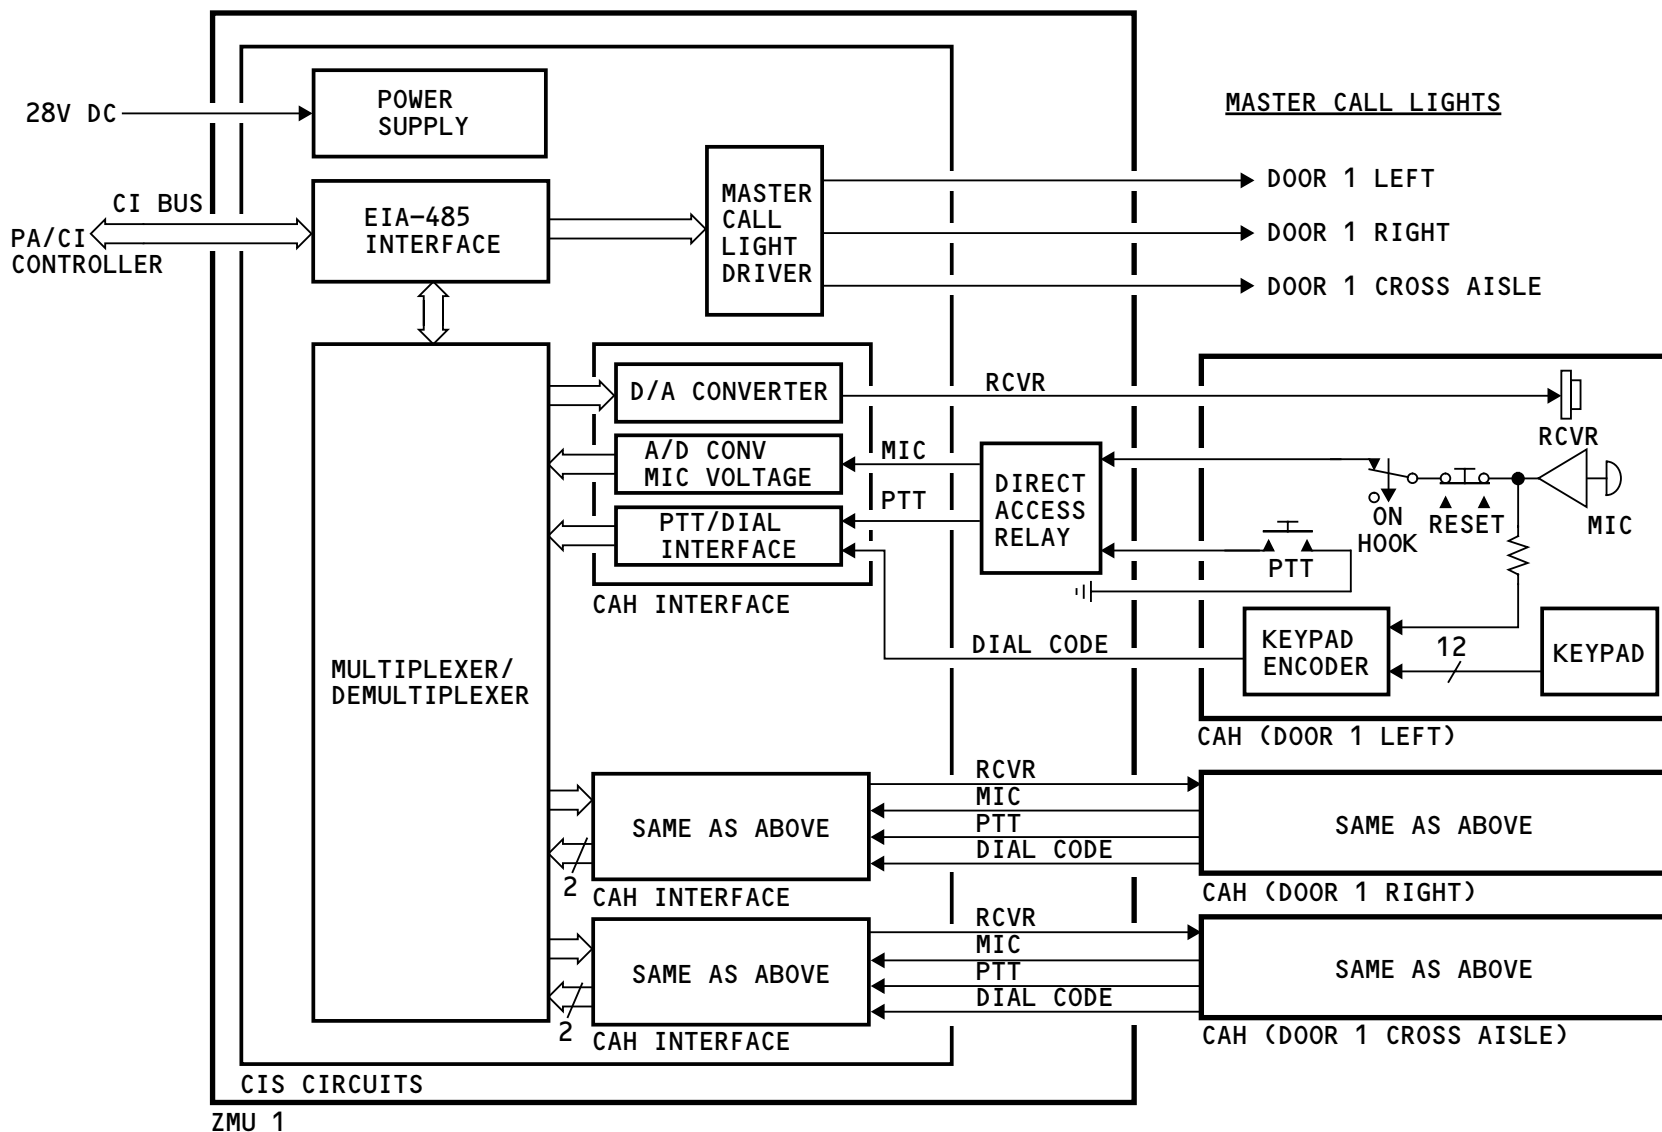 28V DC
POWER
SUPPLY
MASTER CALL LIGHTS
CI BUS
PA/CI
CONTROLLER
EIA-485
INTERFACE
MASTER
CALL
LIGHT
DRIVER
DOOR 1 LEFT
DOOR 1 RIGHT
DOOR 1 CROSS AISLE
MULTIPLEXER/
DEMULTIPLEXER
D/A CONVERTER
A/D CONV
MIC VOLTAGE
PTT/DIAL
INTERFACE
CAH INTERFACE
RCVR
MIC
PTT
DIRECT
ACCESS
RELAY
DIAL CODE
RCVR
MIC
RESET
ON
HOOK
PTT
KEYPAD
ENCODER
12
KEYPAD
CAH (DOOR 1 LEFT)
2
SAME AS ABOVE
CAH INTERFACE
RCVR
MIC
PTT
DIAL CODE
SAME AS ABOVE
CAH (DOOR 1 RIGHT)
2
SAME AS ABOVE
CAH INTERFACE
RCVR
MIC
PTT
DIAL CODE
SAME AS ABOVE
CAH (DOOR 1 CROSS AISLE)
CIS CIRCUITS
ZMU 1